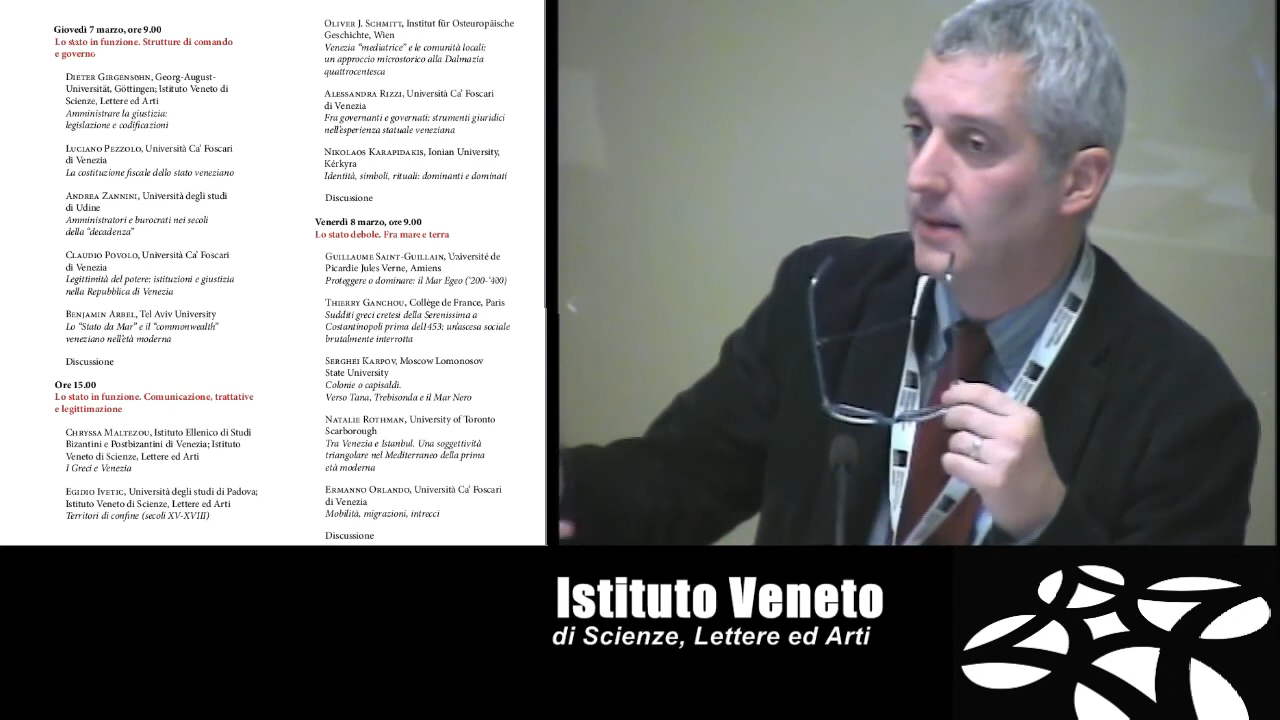 Giovedì 7 marzo, ore 9.00
Lo stato in funzione. Strutture di comando
e governo
Dieter Girgensohn, Georg-August-
Universität, Göttingen; Istituto Veneto di
Scienze, Lettere ed Arti
Amministrare la giustizia:
legislazione e codificazioni
Luciano Pezzolo, Università Ca' Foscari
di Venezia
La costituzione fiscale dello stato veneziano
Andrea Zannini, Università degli studi
di Udine
Amministratori e burocrati nei secoli
della "decadenza"
Claudio Povolo, Università Ca' Foscari
di Venezia
Legittimità del potere: istituzioni e giustizia
nella Repubblica di Venezia
Benjamin Arbel, Tel Aviv University
Lo "Stato da Mar" e il "commonwealth"
veneziano nell'età moderna
Discussione
Ore 15.00
Lo stato in funzione. Comunicazione, trattative
e legittimazione
Chryssa Maltezou, Istituto Ellenico di Studi
Bizantini e Postbizantini di Venezia; Istituto
Veneto di Scienze, Lettere ed Arti
I Greci e Venezia
Egidio Ivetic, Università degli studi di Padova;
Istituto Veneto di Scienze, Lettere ed Arti
Territori di confine (secoli XV-XVIII)
Oliver J. Schmitt, Institut für Osteuropäische
Geschichte, Wien
Venezia "mediatrice" e le comunità locali:
un approccio microstorico alla Dalmazia
quattrocentesca
Alessandra Rizzi, Università Ca' Foscari
di Venezia
Fra governanti e governati: strumenti giuridici
nell'esperienza statuale veneziana
Nikolaos Karapidakis, Ionian University,
Kérkyra
Identità, simboli, rituali: dominanti e dominati
Discussione
Venerdì 8 marzo, ore 9.00
Lo stato debole. Fra mare e terra
Guillaume Saint-Guillain, Université de
Picardie Jules Verne, Amiens
Proteggere o dominare: il Mar Egeo ('200-'400)
Thierry Ganchou, Collège de France, Paris
Sudditi greci cretesi della Serenissima a
Costantinopoli prima dell 1453: un'ascesa sociale
brutalmente interrotta
Serghei Karpov, Moscow Lomonosov
State University
Colonie o capisaldi.
Verso Tana, Trebisonda e il Mar Nero
Natalie Rothman, University of Toronto
Scarborough
Tra Venezia e Istanbul. Una soggettività
triangolare nel Mediterraneo della prima
età moderna
Ermanno Orlando, Università Ca' Foscari
di Venezia
Mobilità, migrazioni, intrecci
Discussione
Istituto Veneto
di Scienze, Lettere ed Arti